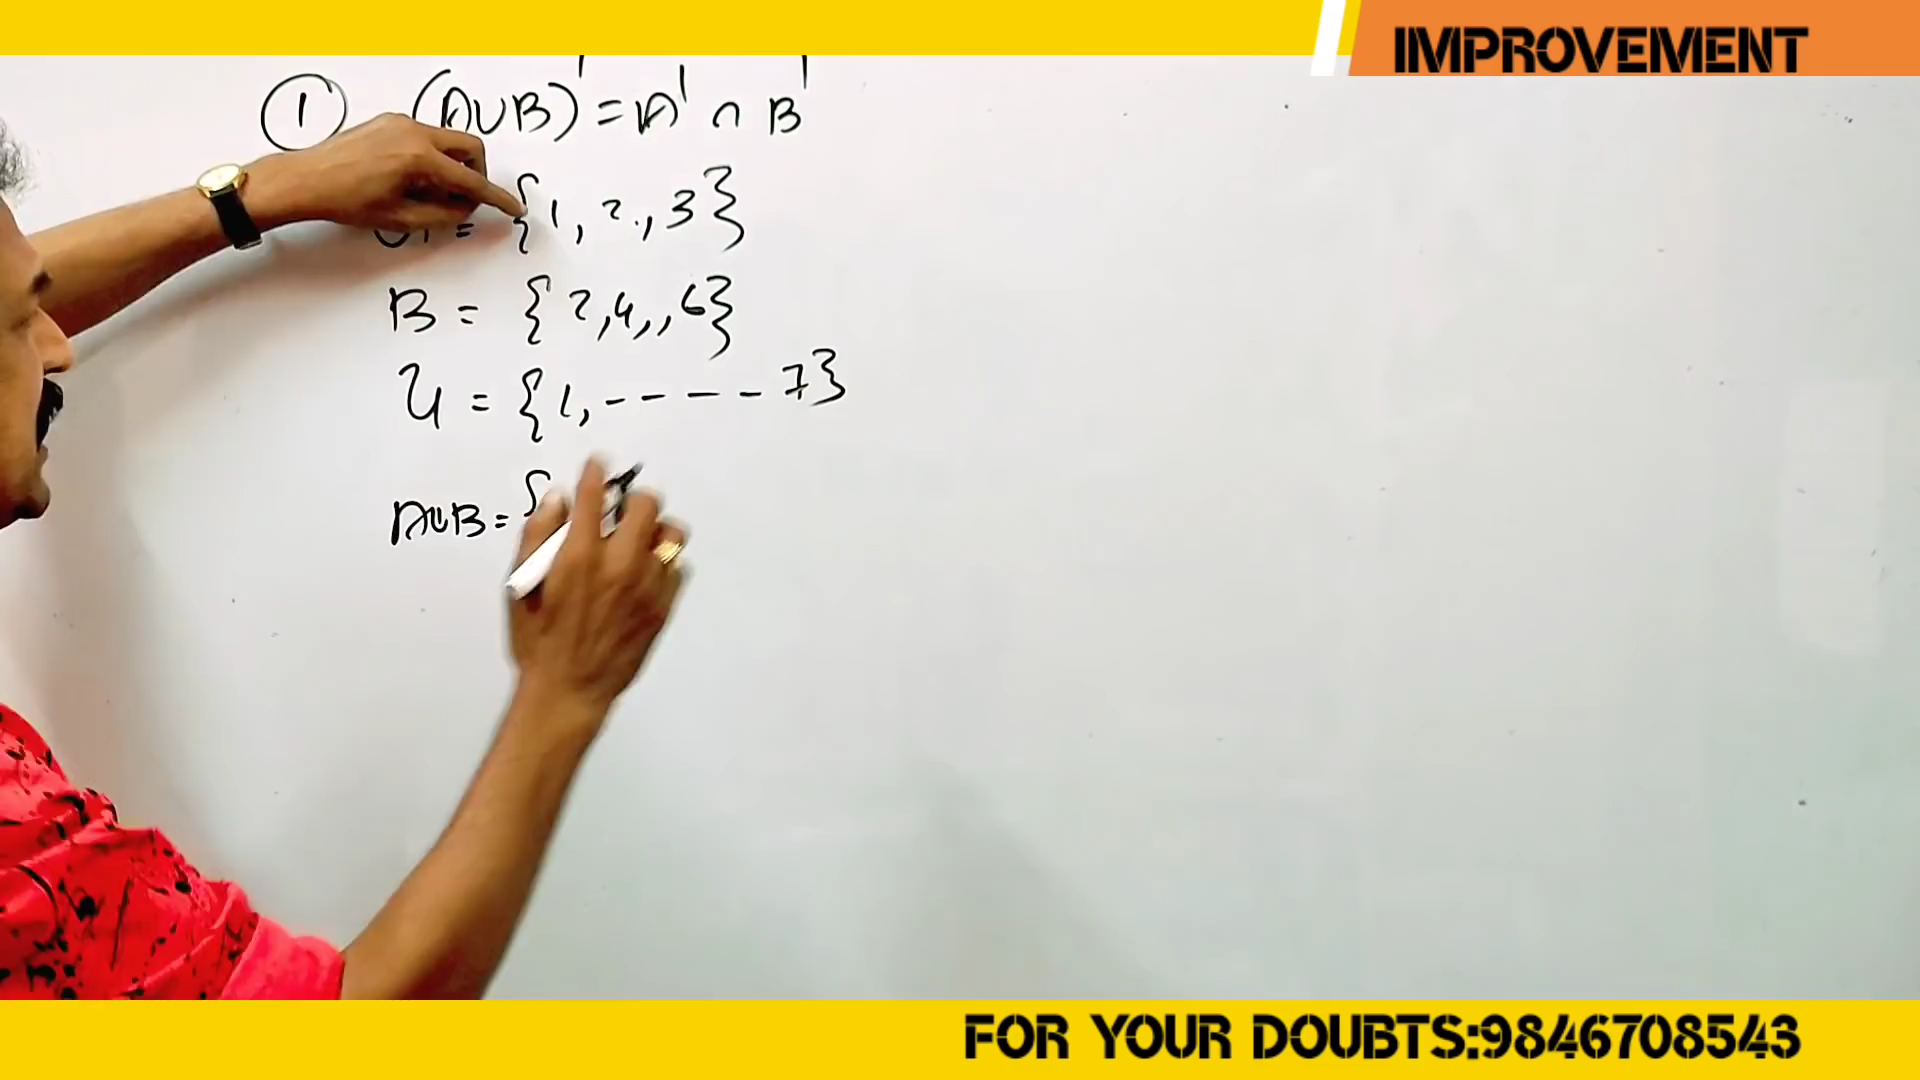 IMPROVEMENT
① (A∪B)' = A' ∩ B'
= {1, 2, 3}
B = {2,4,,6}
U = {1,----7}
A∪B = {
FOR YOUR DOUBTS:9846708543